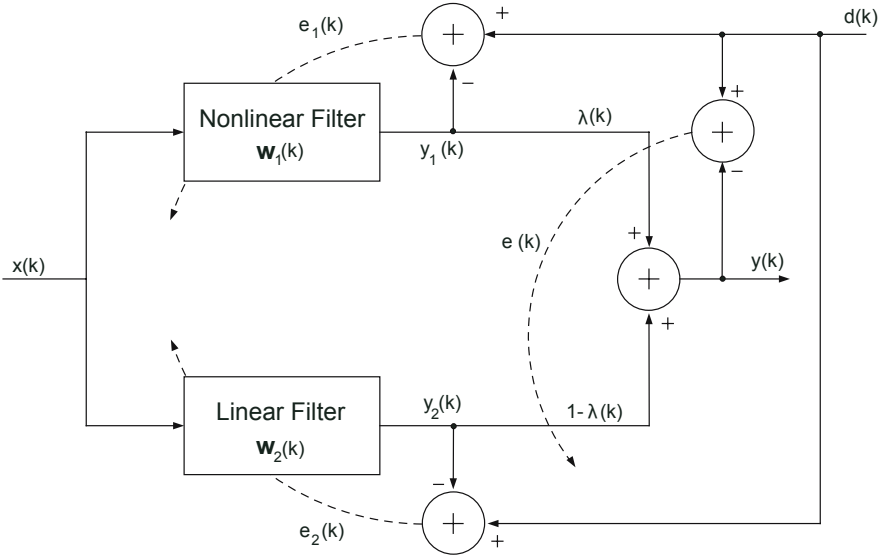 e₁(k)
+
d(k)
+
−
+
Nonlinear Filter
λ(k)
+
w₁(k)
y₁(k)
−
e(k)
+
x(k)
+
y(k)
+
y₂(k)
Linear Filter
1-λ(k)
w₂(k)
−
e₂(k)
+
+